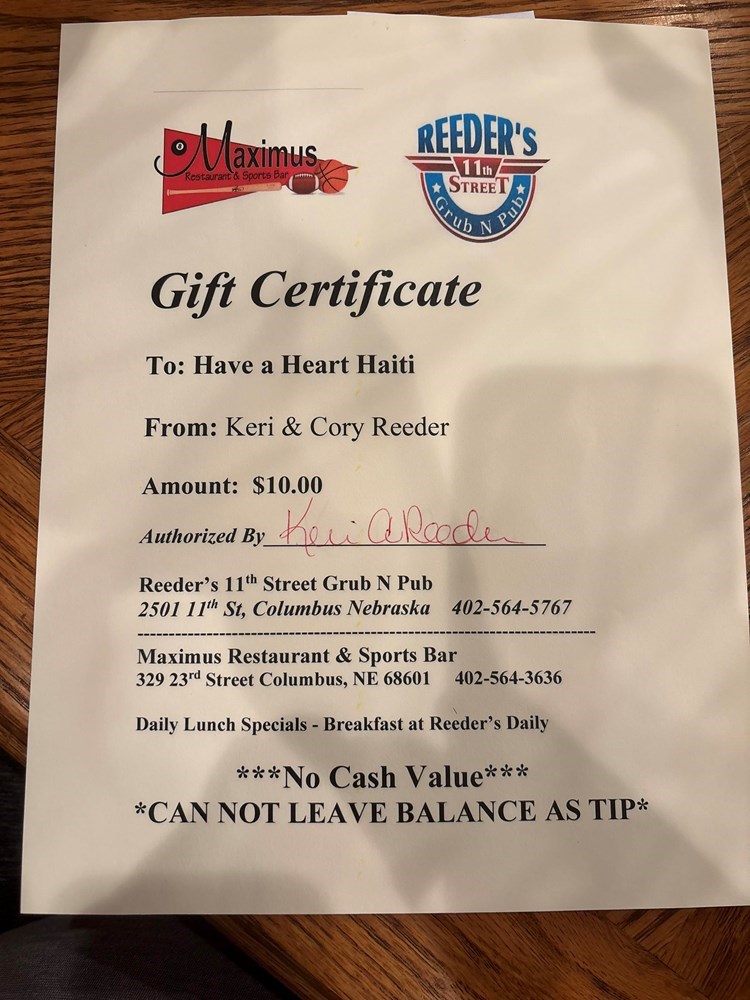 Maximus
Restaurant & Sports Bar
REEDER'S
11th
STREET
Grub N Pub
Gift Certificate
To: Have a Heart Haiti
From: Keri & Cory Reeder
Amount: $10.00
Authorized By Keri A Reeder
Reeder's 11th Street Grub N Pub
2501 11th St, Columbus Nebraska 402-564-5767
Maximus Restaurant & Sports Bar
329 23rd Street Columbus, NE 68601 402-564-3636
Daily Lunch Specials - Breakfast at Reeder's Daily
***No Cash Value***
*CAN NOT LEAVE BALANCE AS TIP*